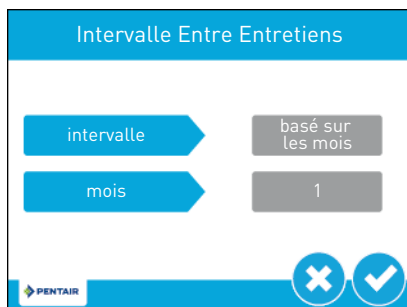 Intervalle Entre Entretiens
intervalle
basé sur
les mois
mois
1
PENTAIR